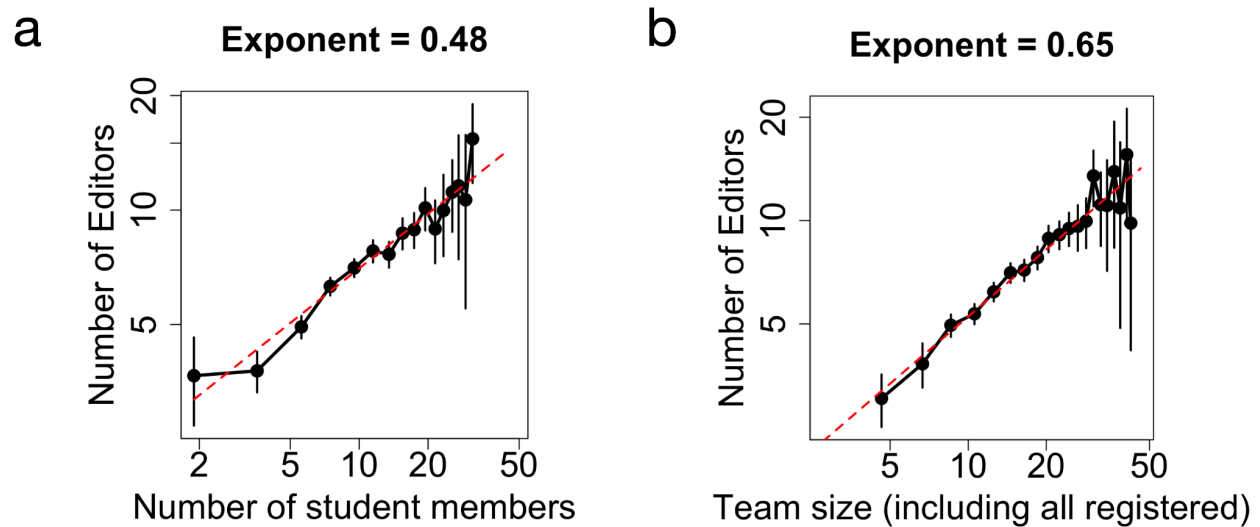 a
Exponent = 0.48
20
10
5
Number of Editors
2 5 10 20 50
Number of student members
b
Exponent = 0.65
20
10
5
Number of Editors
5 10 20 50
Team size (including all registered)